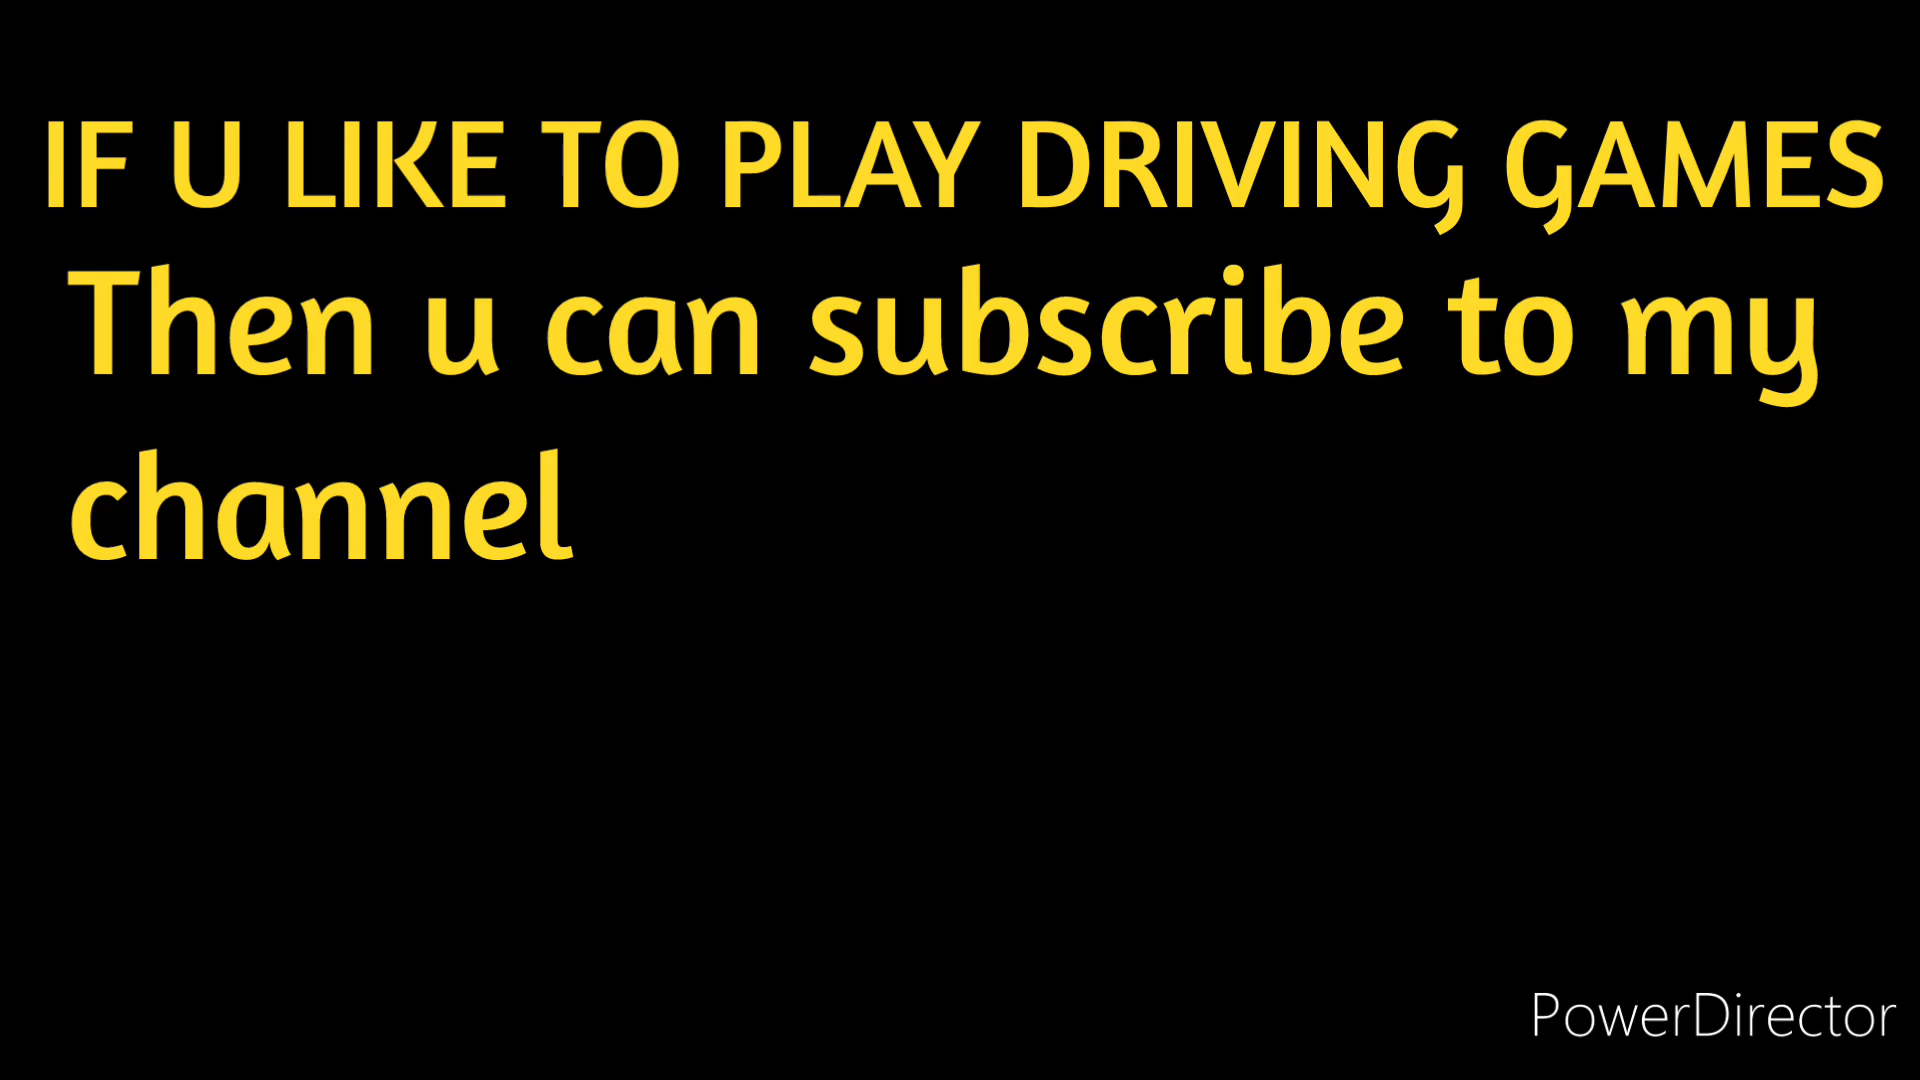 IF U LIKE TO PLAY DRIVING GAMES
Then u can subscribe to my
channel
PowerDirector